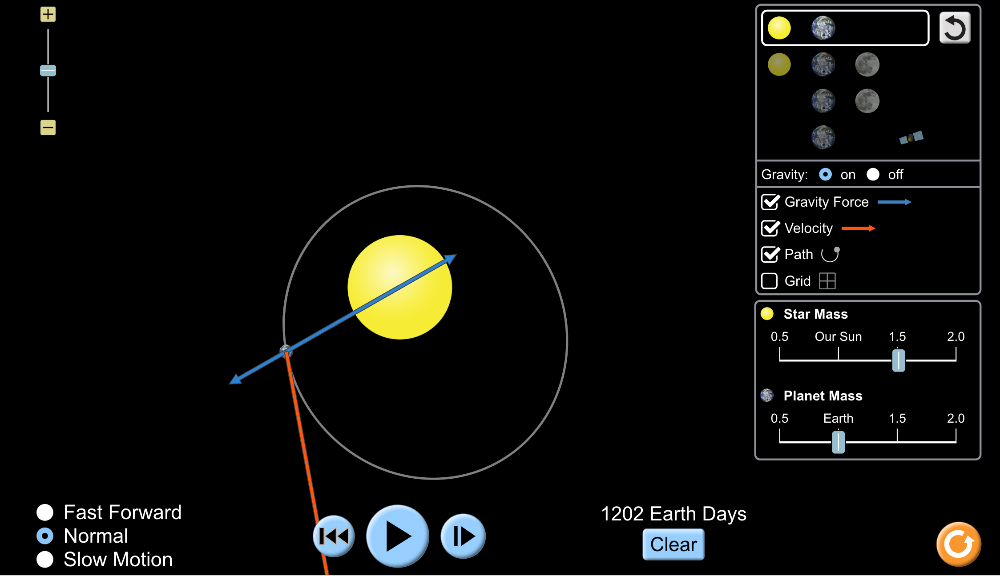 Gravity: on off
Gravity Force
Velocity
Path
Grid
Star Mass
0.5 Our Sun 1.5 2.0
Planet Mass
0.5 Earth 1.5 2.0
Fast Forward
Normal
Slow Motion
1202 Earth Days
Clear